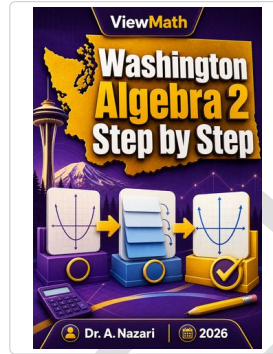 ViewMath
Washington
Algebra 2
Step by Step
Dr. A. Nazari
2026